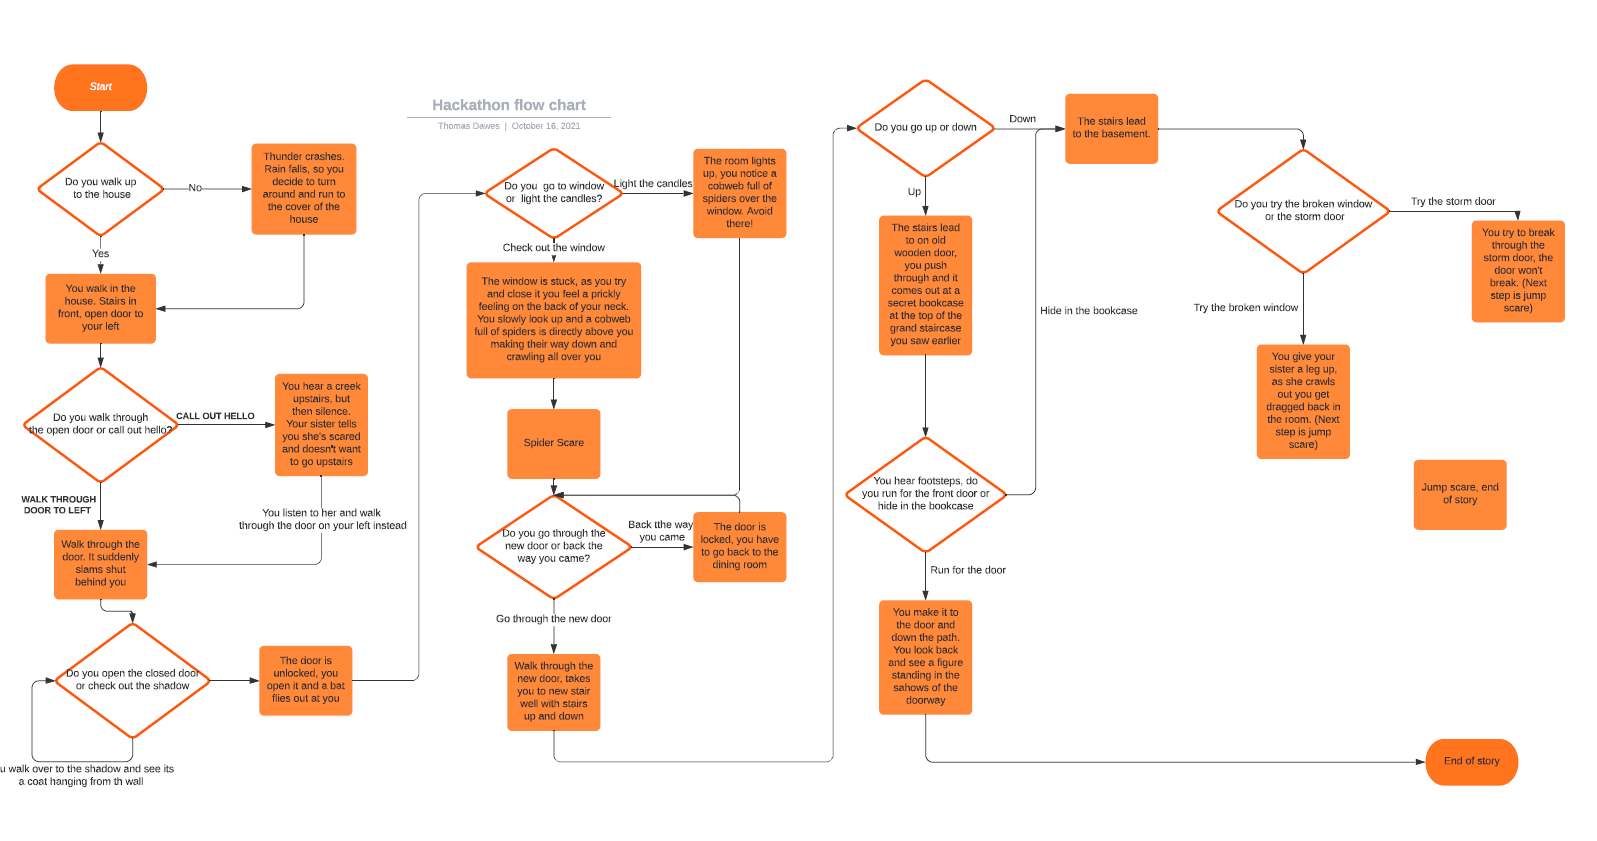 Start
Hackathon flow chart
Thomas Dawes | October 16, 2021
Do you walk up
to the house
No
Thunder crashes.
Rain falls, so you
decide to turn
around and run to
the cover of the
house
Yes
You walk in the
house. Stairs in
front, open door to
your left
Do you walk through
the open door or call out hello?
CALL OUT HELLO
You hear a creek
upstairs, but
then silence.
Your sister tells
you she's scared
and doesn't want
to go upstairs
WALK THROUGH
DOOR TO LEFT
You listen to her and walk
through the door on your left instead
Walk through the
door. It suddenly
slams shut
behind you
Do you open the closed door
or check out the shadow
u walk over to the shadow and see its
a coat hanging from th wall
The door is
unlocked, you
open it and a bat
flies out at you
Do you go to window
or light the candles?
Light the candles
The room lights
up, you notice a
cobweb full of
spiders over the
window. Avoid
there!
Check out the window
The window is stuck, as you try
and close it you feel a prickly
feeling on the back of your neck.
You slowly look up and a cobweb
full of spiders is directly above you
making their way down and
crawling all over you
Spider Scare
Do you go through the
new door or back the
way you came?
Back tthe way
you came
The door is
locked, you have
to go back to the
dining room
Go through the new door
Walk through the
new door, takes
you to new stair
well with stairs
up and down
Do you go up or down
Down
The stairs lead
to the basement.
Up
The stairs lead
to on old
wooden door,
you push
through and it
comes out at a
secret bookcase
at the top of the
grand staircase
you saw earlier
Hide in the bookcase
You hear footsteps, do
you run for the front door or
hide in the bookcase
Run for the door
You make it to
the door and
down the path.
You look back
and see a figure
standing in the
sahows of the
doorway
Do you try the broken window
or the storm door
Try the storm door
You try to break
through the
storm door, the
door won't
break. (Next
step is jump
scare)
Try the broken window
You give your
sister a leg up,
as she crawls
out you get
dragged back in
the room. (Next
step is jump
scare)
Jump scare, end
of story
End of story